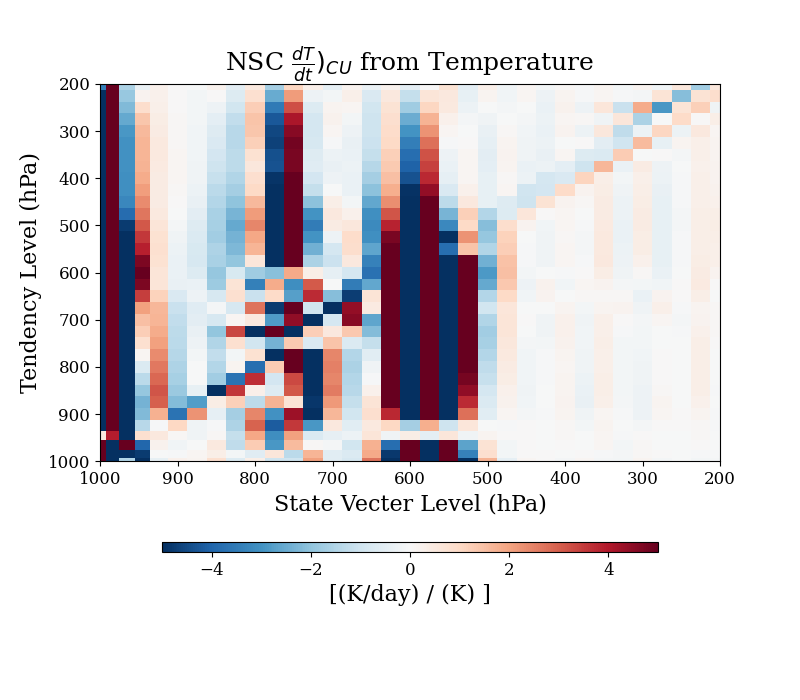 NSC \frac{dT}{dt})_{CU} from Temperature
200
300
400
500
600
700
800
900
1000
Tendency Level (hPa)
1000 900 800 700 600 500 400 300 200
State Vecter Level (hPa)
−4 −2 0 2 4
[(K/day) / (K) ]